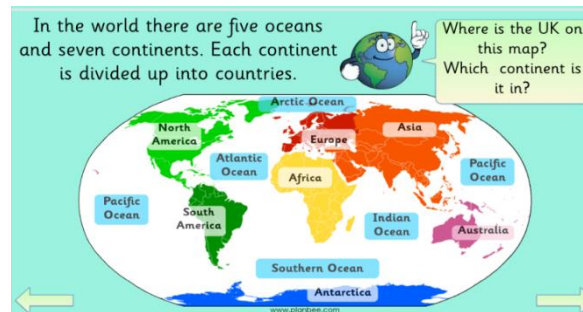 In the world there are five oceans
and seven continents. Each continent
is divided up into countries.
Where is the UK on
this map?
Which continent is
it in?
Arctic Ocean
North
America
Europe
Asia
Atlantic
Ocean
Pacific
Ocean
Africa
Pacific
Ocean
South
America
Indian
Ocean
Australia
Southern Ocean
Antarctica
www.planbee.com